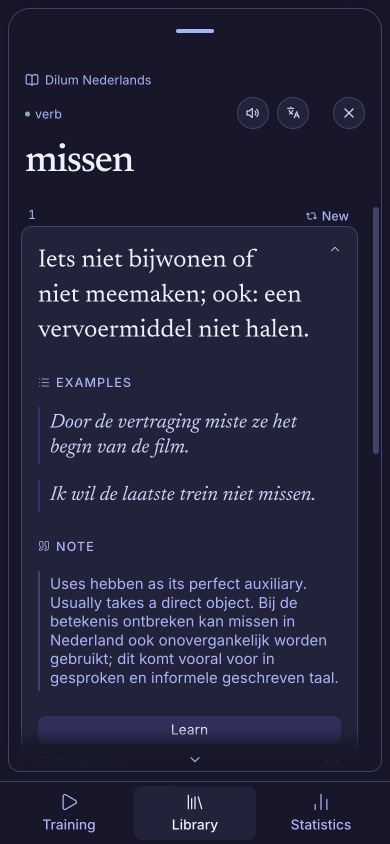 Dilum Nederlands
verb
missen
1
New
Iets niet bijwonen of
niet meemaken; ook: een
vervoermiddel niet halen.
EXAMPLES
Door de vertraging miste ze het
begin van de film.
Ik wil de laatste trein niet missen.
NOTE
Uses hebben as its perfect auxiliary.
Usually takes a direct object. Bij de
betekenis ontbreken kan missen in
Nederland ook onovergankelijk worden
gebruikt; dit komt vooral voor in
gesproken en informele geschreven taal.
Learn
Collections
Training
Library
Statistics